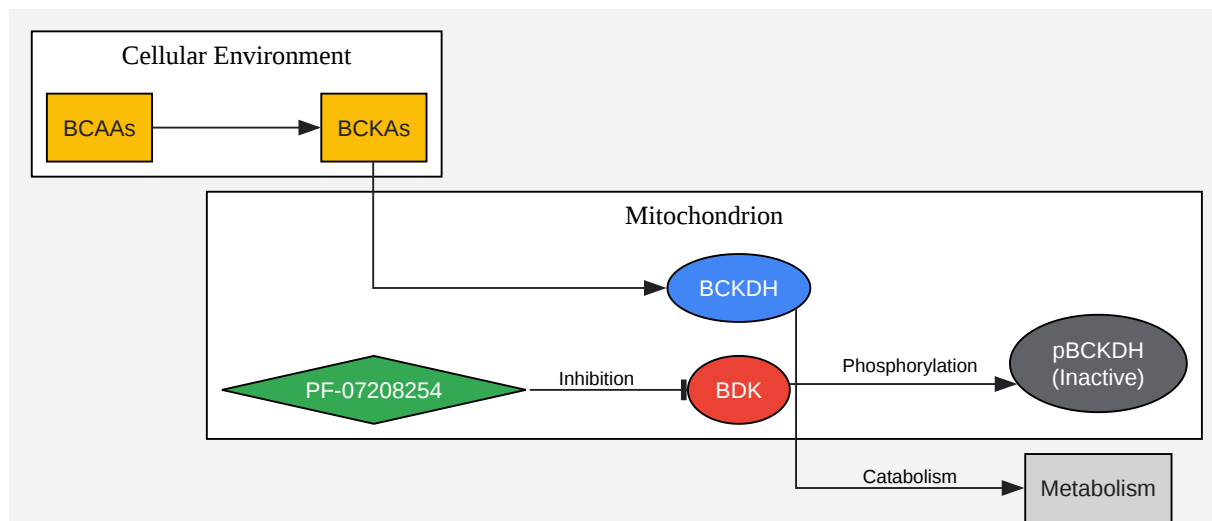 Cellular Environment
BCAAs
BCKAs
Mitochondrion
BCKDH
PF-07208254
Inhibition
BDK
Phosphorylation
pBCKDH
(Inactive)
Catabolism
Metabolism